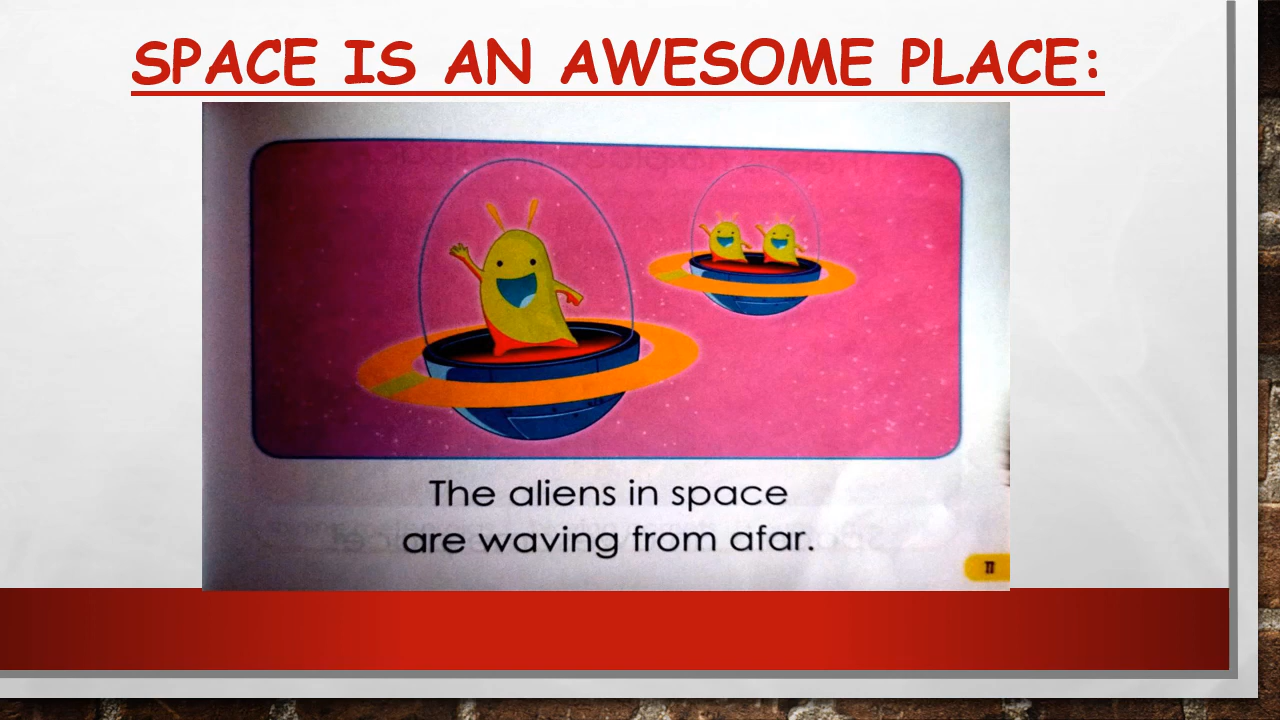 SPACE IS AN AWESOME PLACE:
The aliens in space
are waving from afar.
11